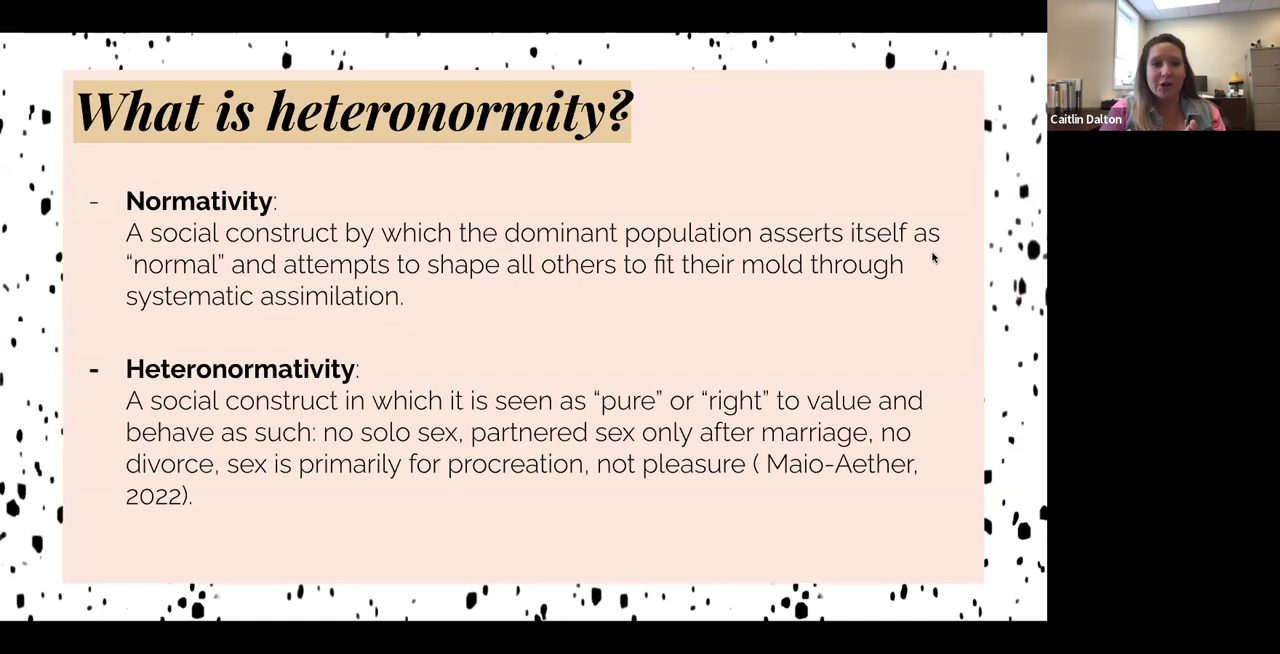 What is heteronormity?
- Normativity:
A social construct by which the dominant population asserts itself as
“normal” and attempts to shape all others to fit their mold through
systematic assimilation.
- Heteronormativity:
A social construct in which it is seen as “pure” or “right” to value and
behave as such: no solo sex, partnered sex only after marriage, no
divorce, sex is primarily for procreation, not pleasure ( Maio-Aether,
2022).
Caitlin Dalton